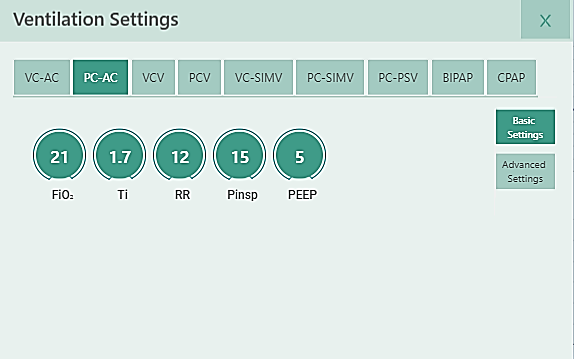 Ventilation Settings
X
VC-AC PC-AC VCV PCV VC-SIMV PC-SIMV PC-PSV BIPAP CPAP
Basic
Settings
21 1.7 12 15 5
Advanced
Settings
FiO₂ Ti RR Pinsp PEEP